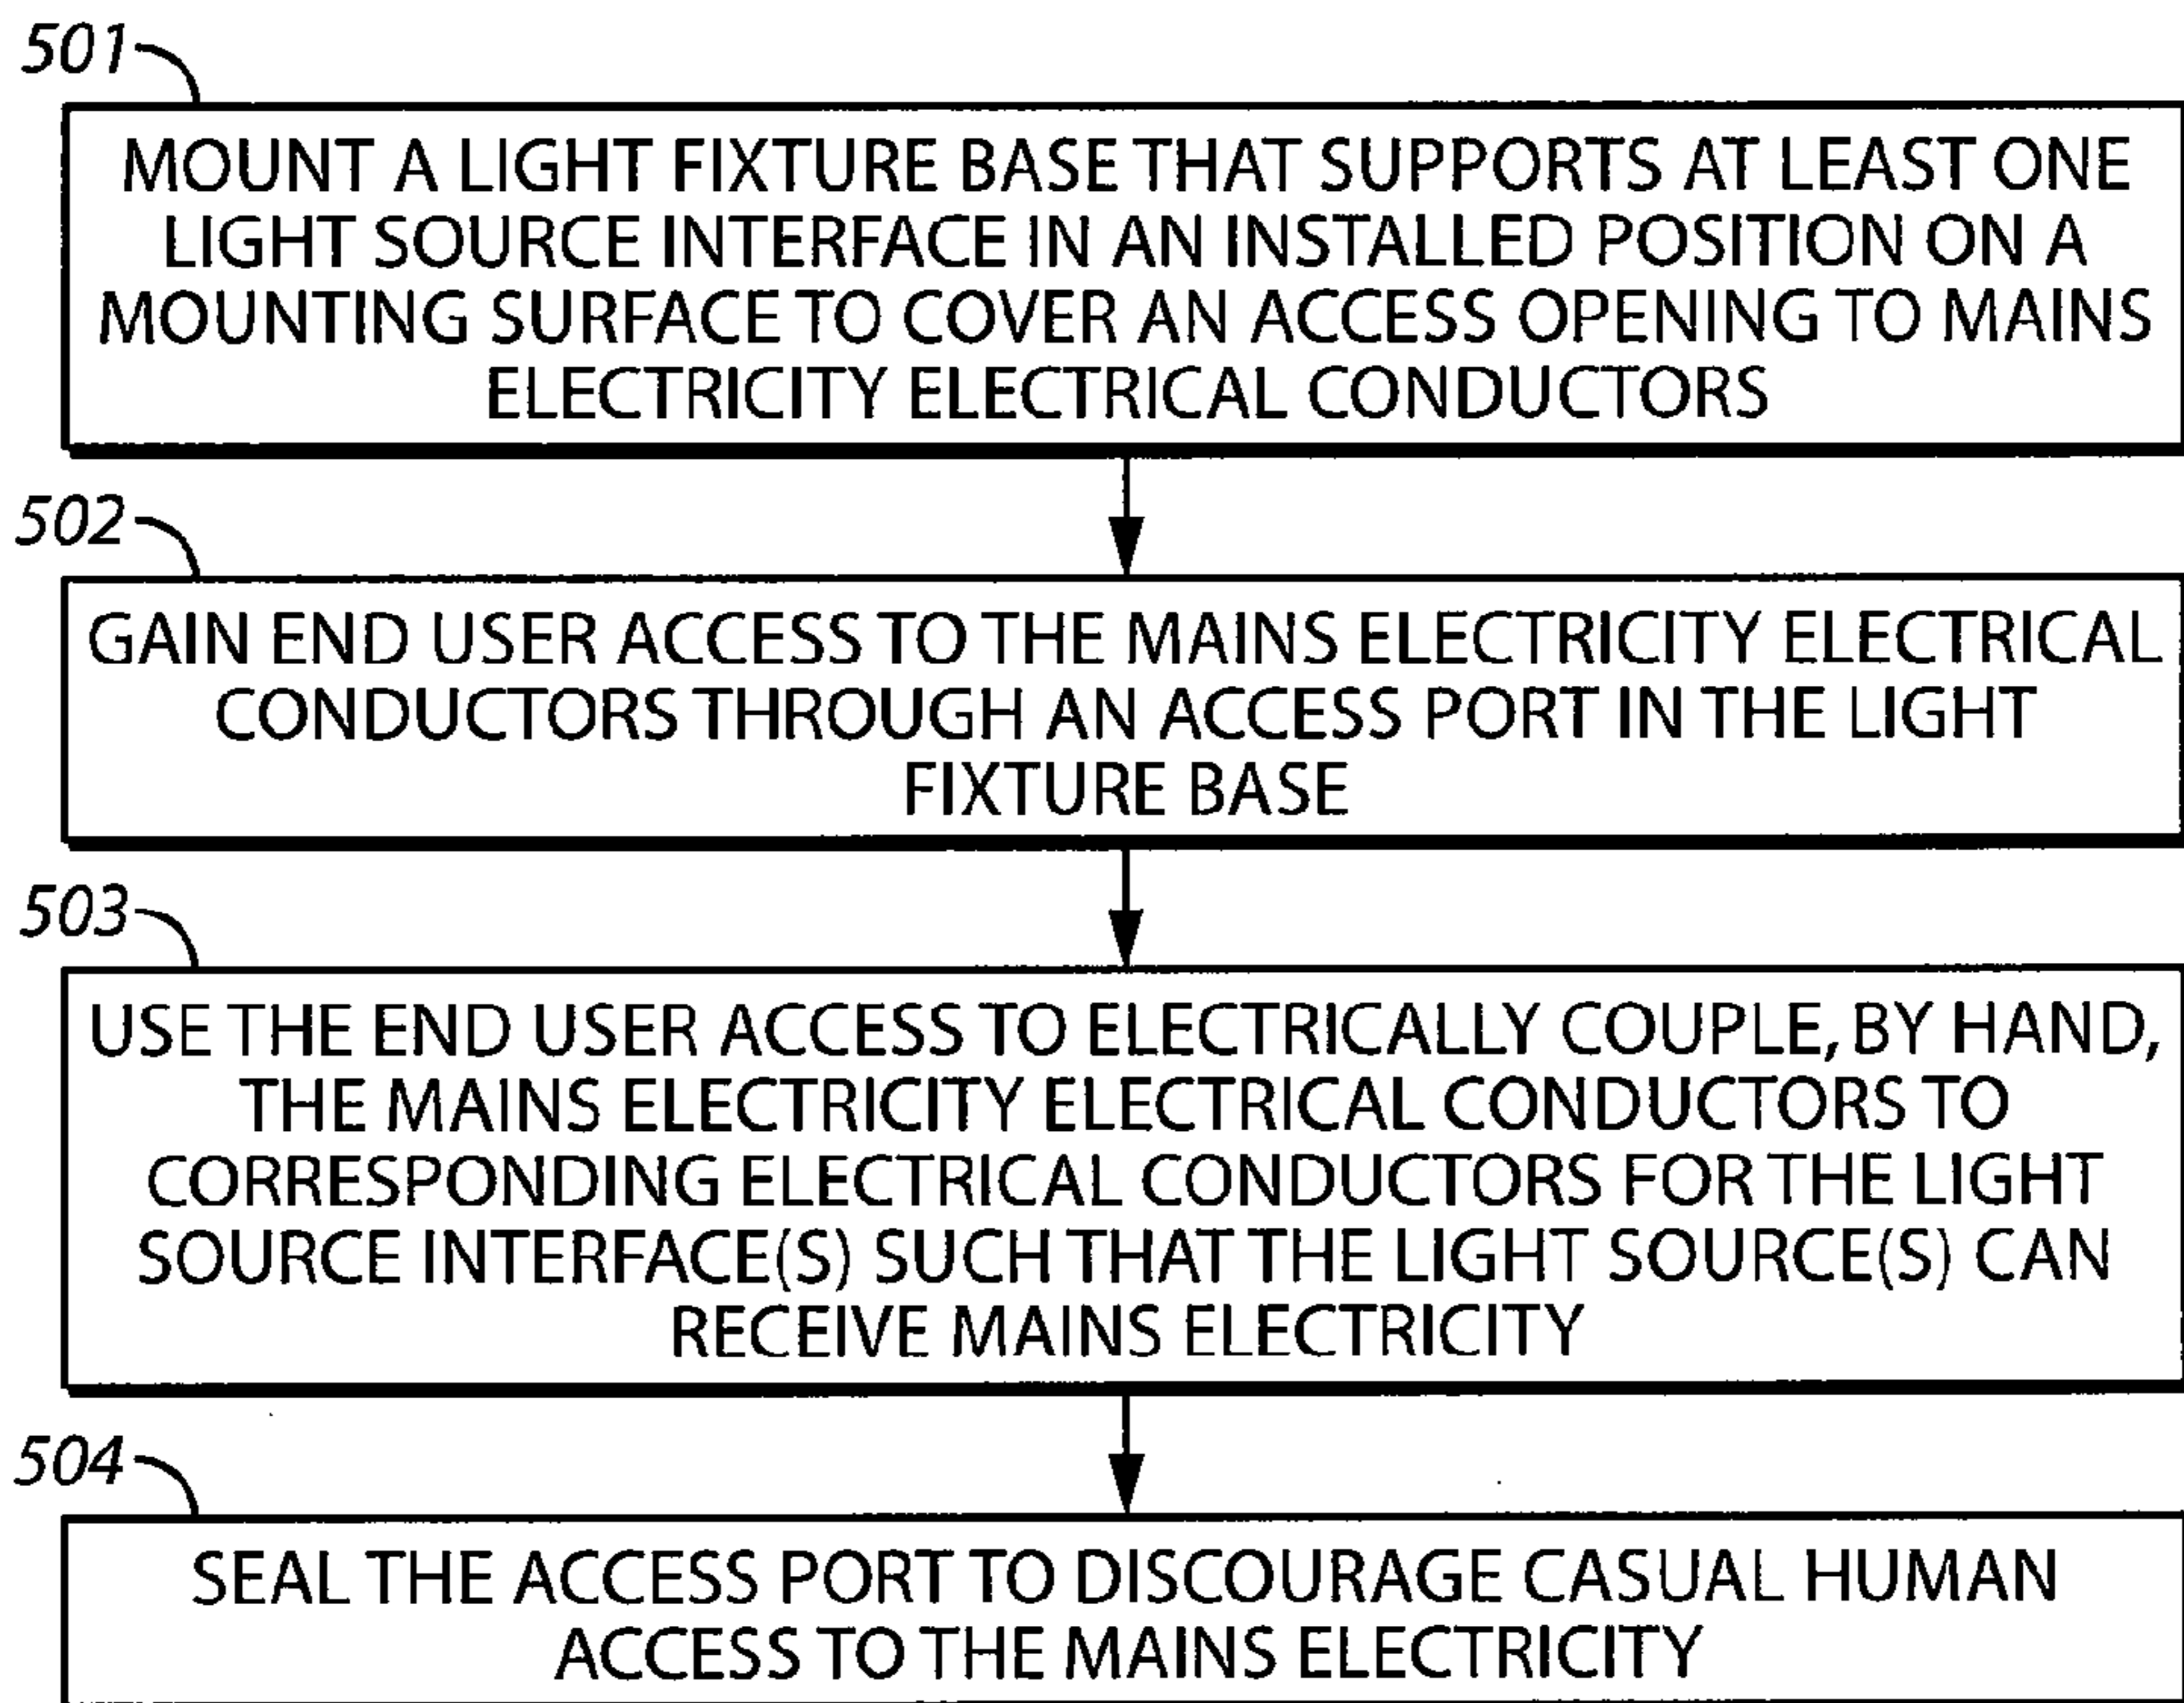 501
MOUNT A LIGHT FIXTURE BASE THAT SUPPORTS AT LEAST ONE
LIGHT SOURCE INTERFACE IN AN INSTALLED POSITION ON A
MOUNTING SURFACE TO COVER AN ACCESS OPENING TO MAINS
ELECTRICITY ELECTRICAL CONDUCTORS
502
GAIN END USER ACCESS TO THE MAINS ELECTRICITY ELECTRICAL
CONDUCTORS THROUGH AN ACCESS PORT IN THE LIGHT
FIXTURE BASE
503
USE THE END USER ACCESS TO ELECTRICALLY COUPLE, BY HAND,
THE MAINS ELECTRICITY ELECTRICAL CONDUCTORS TO
CORRESPONDING ELECTRICAL CONDUCTORS FOR THE LIGHT
SOURCE INTERFACE(S) SUCH THAT THE LIGHT SOURCE(S) CAN
RECEIVE MAINS ELECTRICITY
504
SEAL THE ACCESS PORT TO DISCOURAGE CASUAL HUMAN
ACCESS TO THE MAINS ELECTRICITY